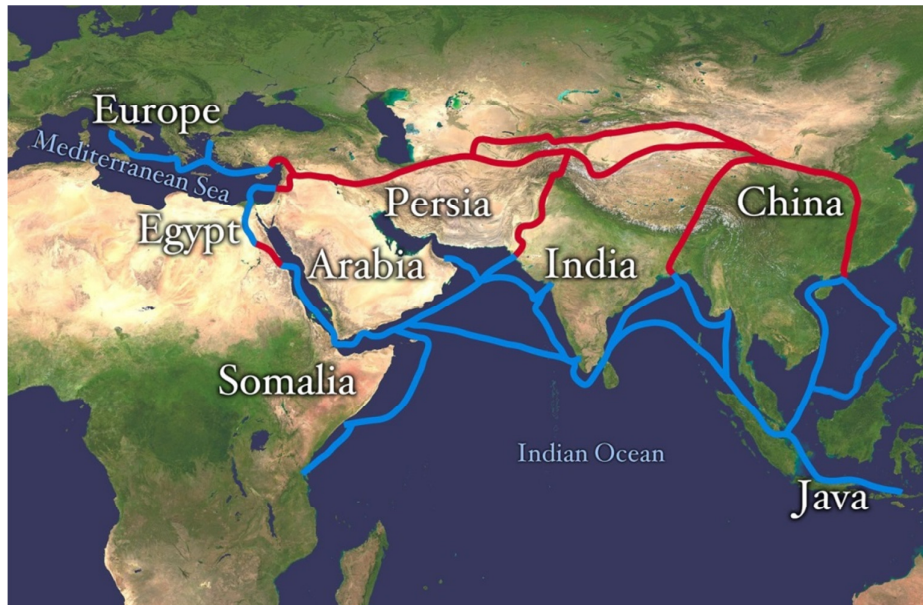 Europe
Mediterranean Sea
Egypt
Persia
Arabia
India
China
Somalia
Indian Ocean
Java